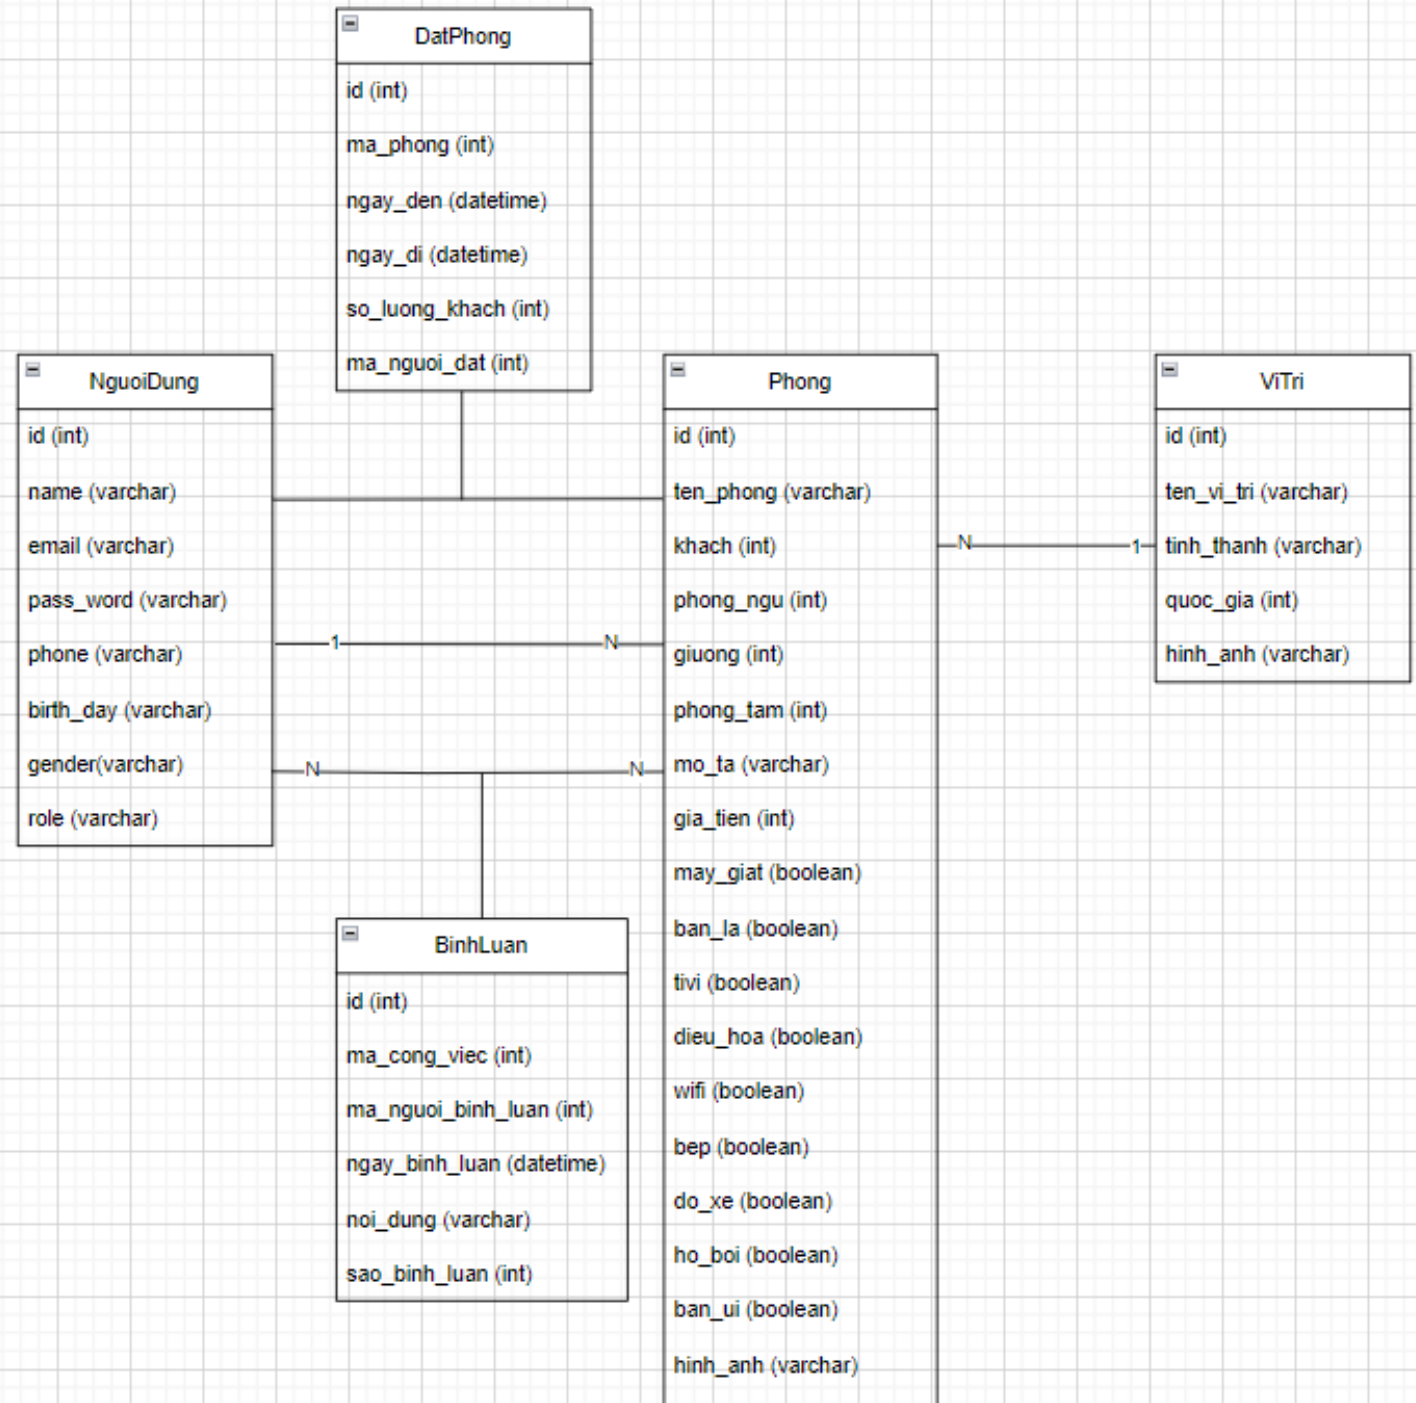 DatPhong
id (int)
ma_phong (int)
ngay_den (datetime)
ngay_di (datetime)
so_luong_khach (int)
ma_nguoi_dat (int)
NguoiDung
id (int)
name (varchar)
email (varchar)
pass_word (varchar)
phone (varchar)
birth_day (varchar)
gender(varchar)
role (varchar)
1
N
N
N
Phong
id (int)
ten_phong (varchar)
khach (int)
phong_ngu (int)
giuong (int)
phong_tam (int)
mo_ta (varchar)
gia_tien (int)
may_giat (boolean)
ban_la (boolean)
tivi (boolean)
dieu_hoa (boolean)
wifi (boolean)
bep (boolean)
do_xe (boolean)
ho_boi (boolean)
ban_ui (boolean)
hinh_anh (varchar)
N
1
ViTri
id (int)
ten_vi_tri (varchar)
tinh_thanh (varchar)
quoc_gia (int)
hinh_anh (varchar)
BinhLuan
id (int)
ma_cong_viec (int)
ma_nguoi_binh_luan (int)
ngay_binh_luan (datetime)
noi_dung (varchar)
sao_binh_luan (int)